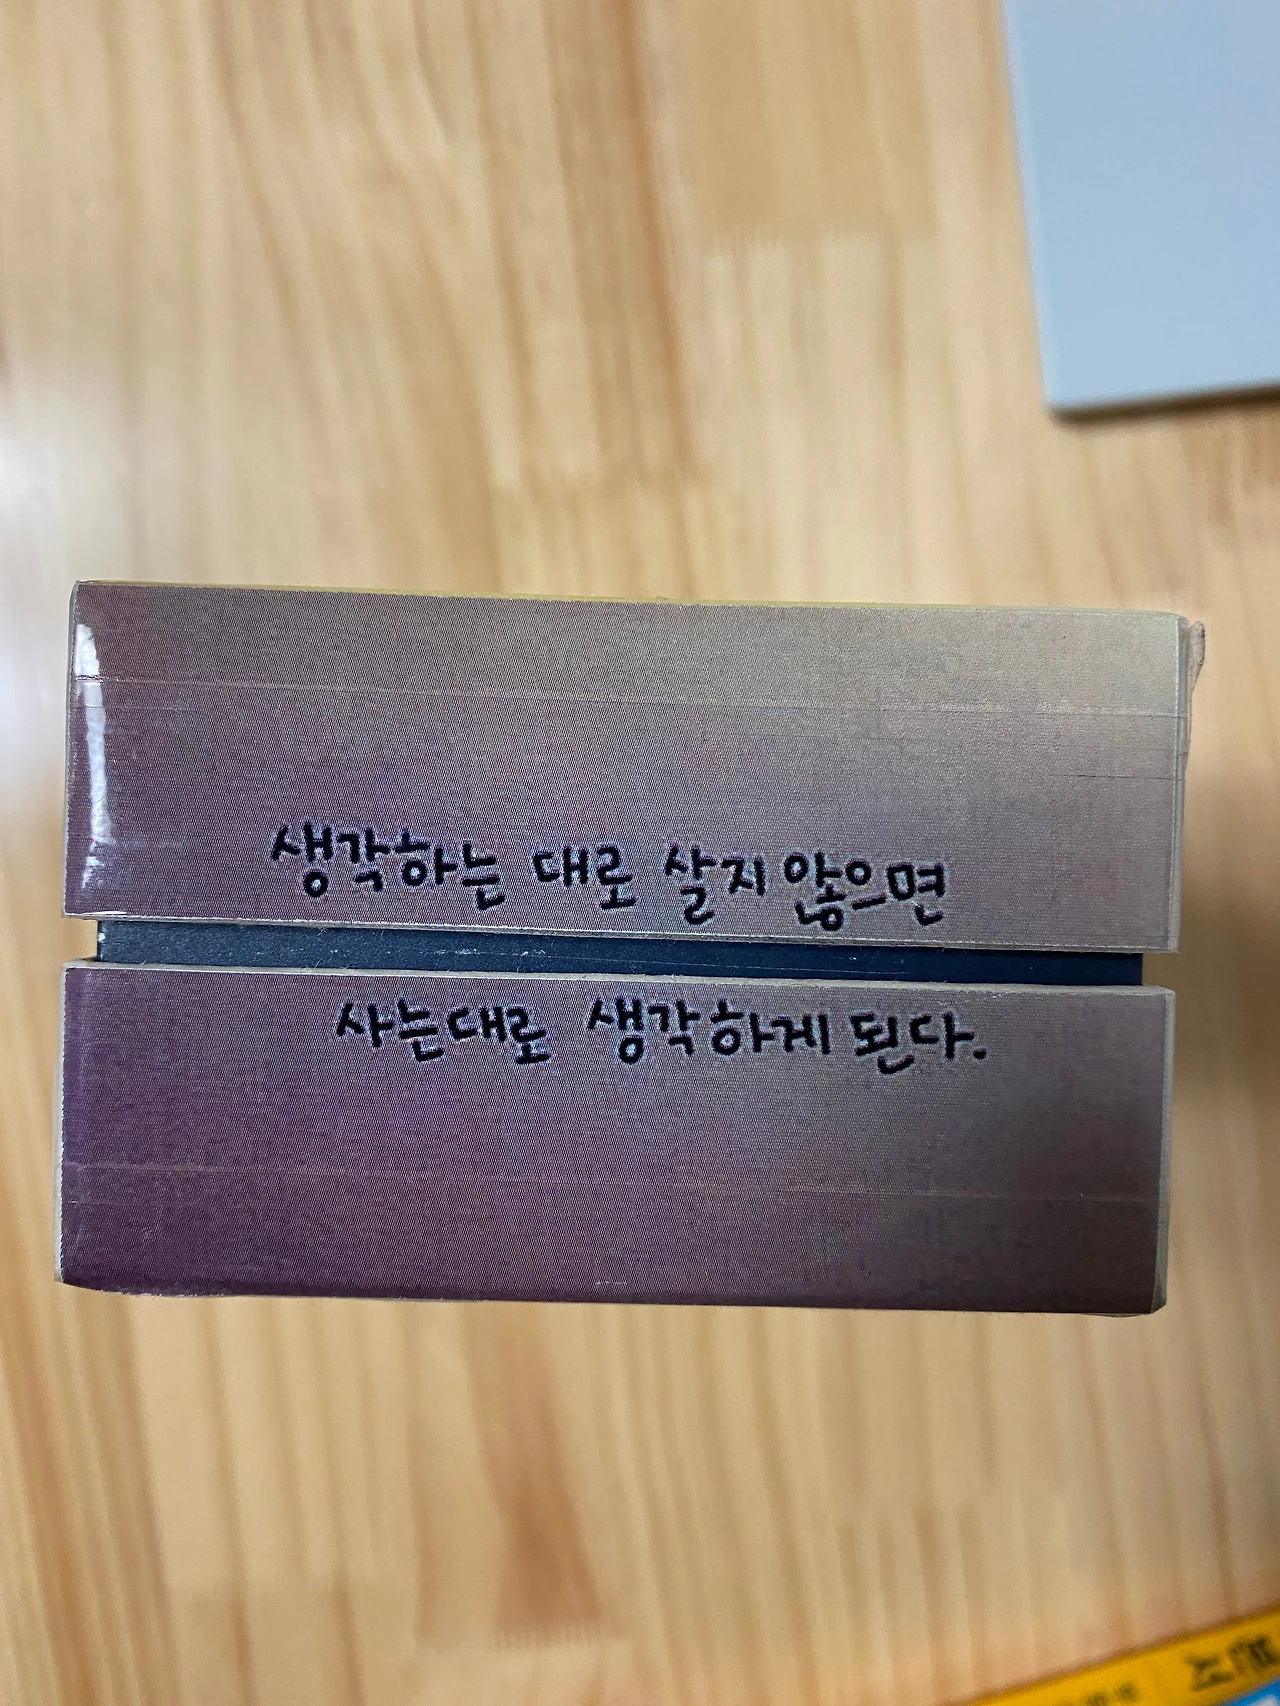 생각하는 대로 살지 않으면
사는대로 생각하게 된다.